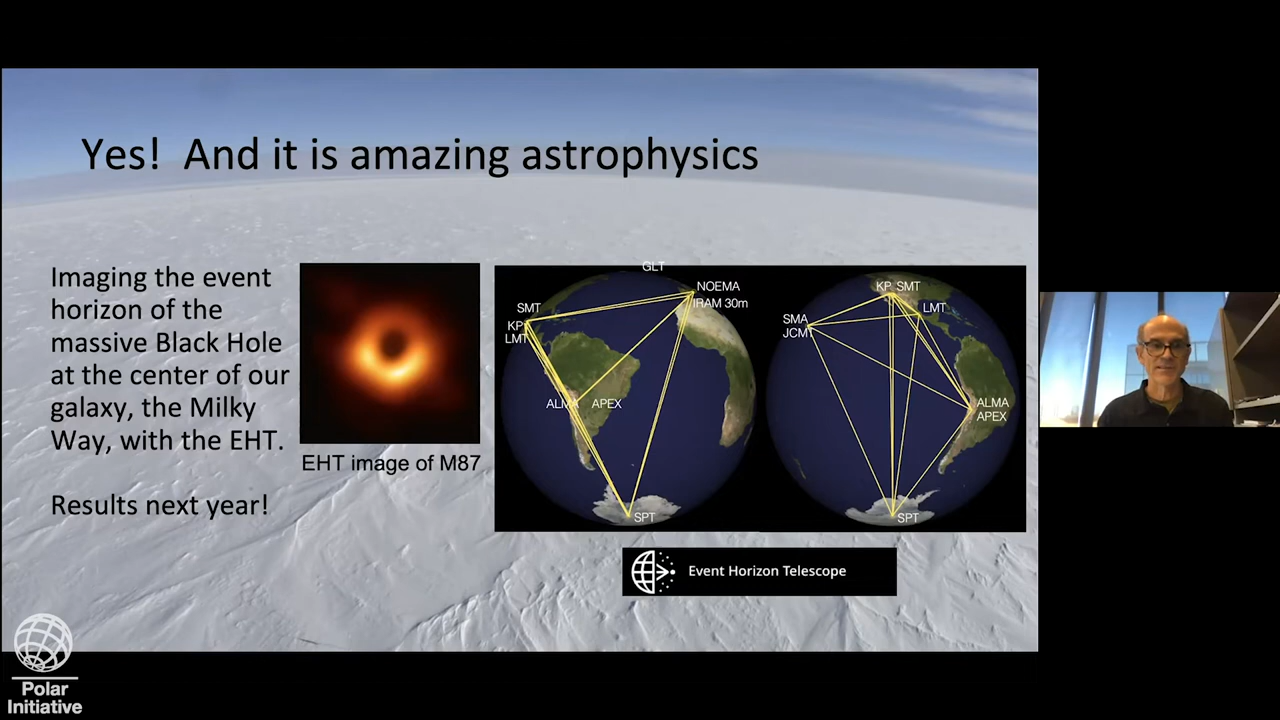 Yes! And it is amazing astrophysics
Imaging the event
horizon of the
massive Black Hole
at the center of our
galaxy, the Milky
Way, with the EHT.
Results next year!
EHT image of M87
GLT
NOEMA
IRAM 30m
SMT
KP
LMT
ALMA APEX
SPT
KP SMT
LMT
SMA
JCMT
ALMA
APEX
SPT
Event Horizon Telescope
Polar
Initiative